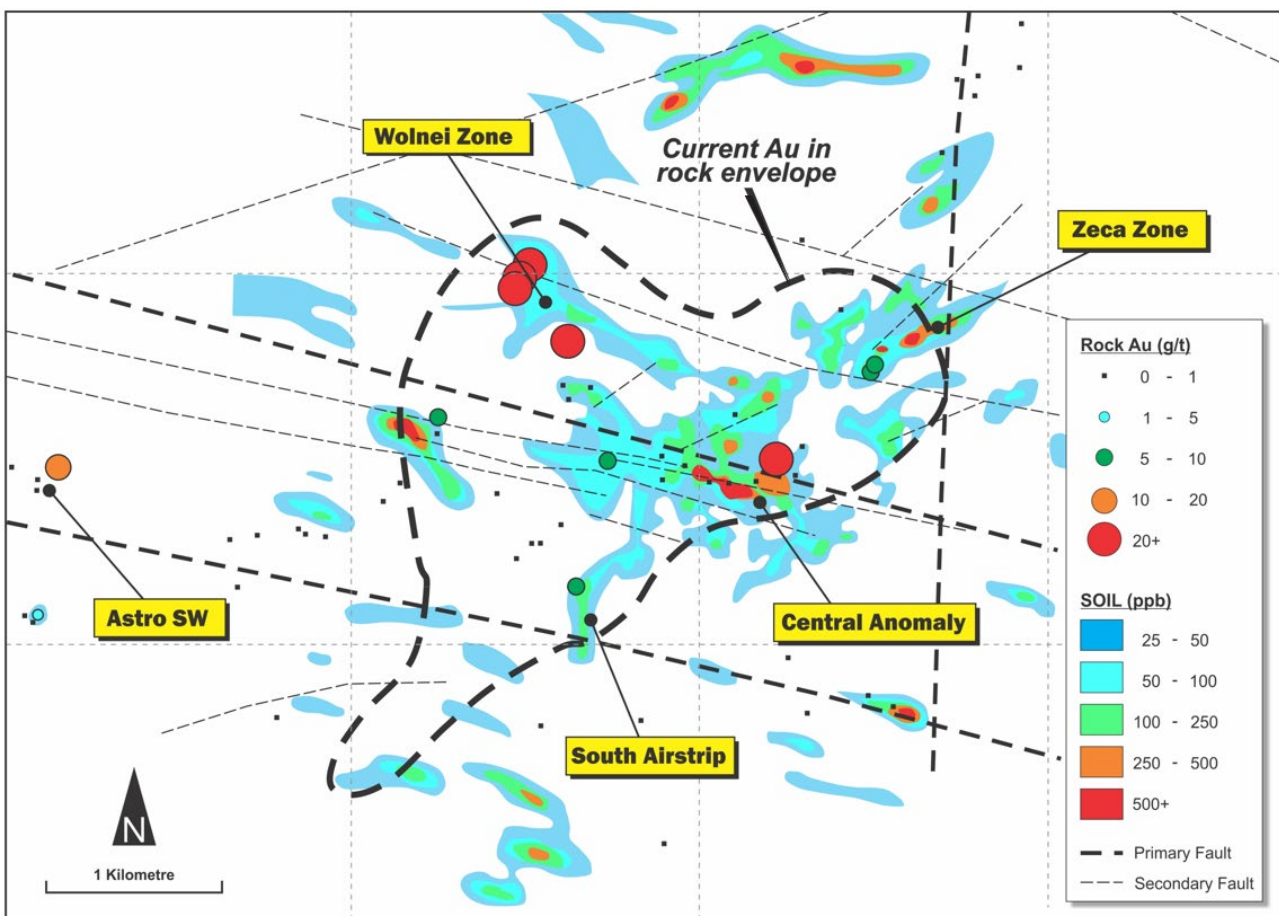 Wolnei Zone
Current Au in
rock envelope
Zeca Zone
Astro SW
Central Anomaly
South Airstrip
N
1 Kilometre
Rock Au (g/t)
0 - 1
1 - 5
5 - 10
10 - 20
20+
SOIL (ppb)
25 - 50
50 - 100
100 - 250
250 - 500
500+
Primary Fault
Secondary Fault